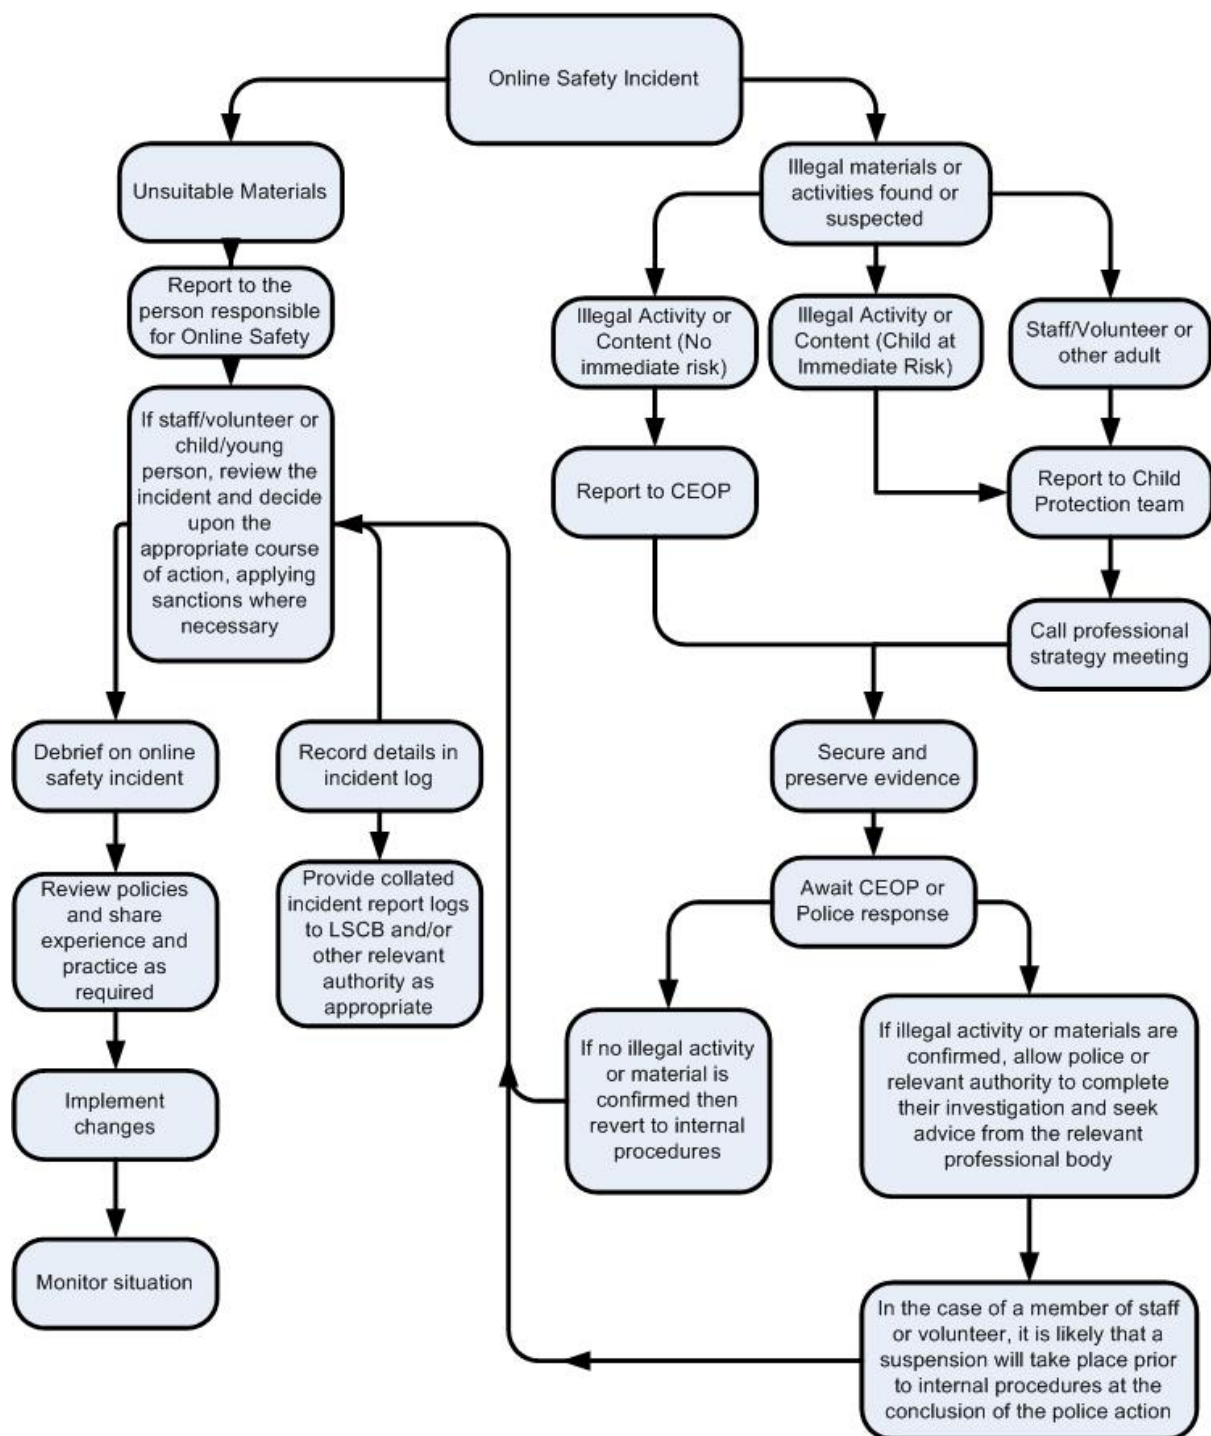 Online Safety Incident
Unsuitable Materials
Illegal materials or
activities found or
suspected
Report to the
person responsible
for Online Safety
Illegal Activity or
Content (No
immediate risk)
Illegal Activity or
Content (Child at
Immediate Risk)
Staff/Volunteer or
other adult
If staff/volunteer or
child/young
person, review the
incident and decide
upon the
appropriate course
of action, applying
sanctions where
necessary
Report to CEOP
Report to Child
Protection team
Call professional
strategy meeting
Debrief on online
safety incident
Record details in
incident log
Secure and
preserve evidence
Review policies
and share
experience and
practice as
required
Provide collated
incident report logs
to LSCB and/or
other relevant
authority as
appropriate
Await CEOP or
Police response
If no illegal activity
or material is
confirmed then
revert to internal
procedures
If illegal activity or materials are
confirmed, allow police or
relevant authority to complete
their investigation and seek
advice from the relevant
professional body
Implement
changes
Monitor situation
In the case of a member of staff
or volunteer, it is likely that a
suspension will take place prior
to internal procedures at the
conclusion of the police action